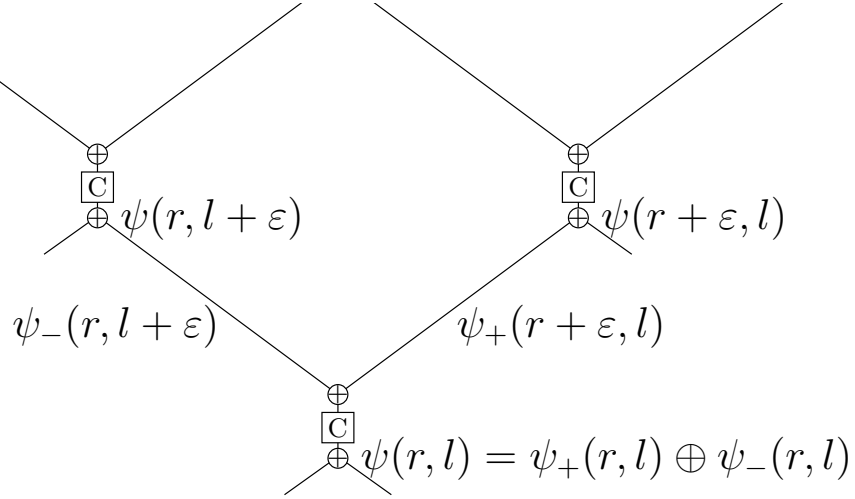 C C
ψ(r, l + ε) ψ(r + ε, l)
ψ₋(r, l + ε) ψ₊(r + ε, l)
C
ψ(r, l) = ψ₊(r, l) ⊕ ψ₋(r, l)